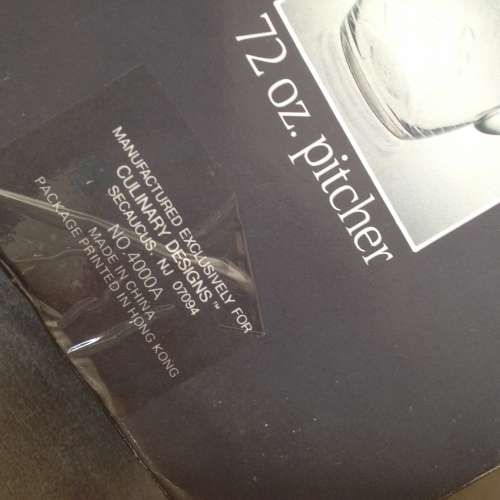 72 oz. pitcher
MANUFACTURED EXCLUSIVELY FOR
CULINARY DESIGNS™
SECAUCUS, NJ 07094
NO. 4000A
MADE IN CHINA
PACKAGE PRINTED IN HONG KONG